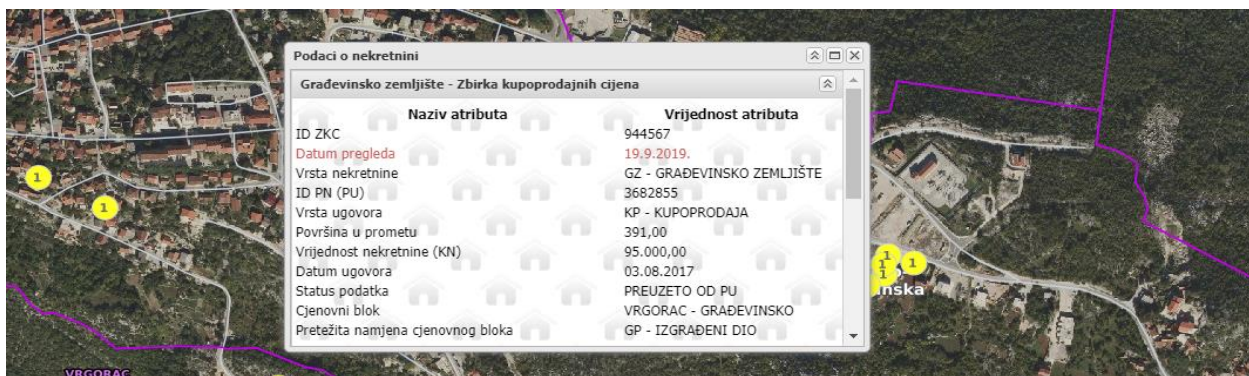 Podaci o nekretnini
Građevinsko zemljište - Zbirka kupoprodajnih cijena
Naziv atributa Vrijednost atributa
ID ZKC 944567
Datum pregleda 19.9.2019.
Vrsta nekretnine GZ - GRAĐEVINSKO ZEMLJIŠTE
ID PN (PU) 3682855
Vrsta ugovora KP - KUPOPRODAJA
Površina u prometu 391,00
Vrijednost nekretnine (KN) 95.000,00
Datum ugovora 03.08.2017
Status podatka PREUZETO OD PU
Cjenovni blok VRGORAC - GRAĐEVINSKO
Pretežita namjena cjenovnog bloka GP - IZGRAĐENI DIO
1
1
1
1
1
1
VRGORAC